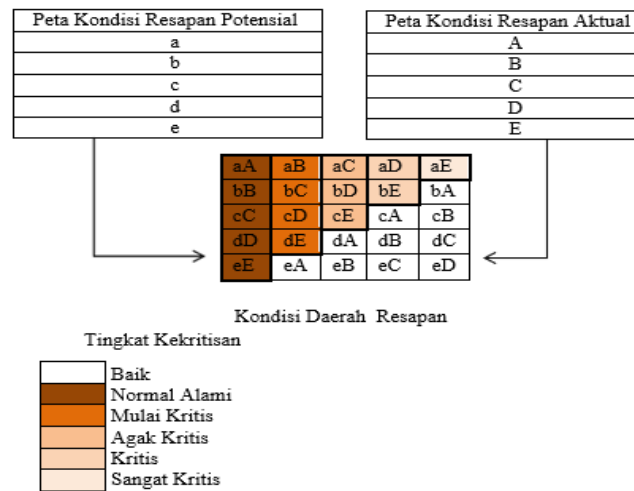 Peta Kondisi Resapan Potensial
a
b
c
d
e
Peta Kondisi Resapan Aktual
A
B
C
D
E
aA aB aC aD aE
bB bC bD bE bA
cC cD cE cA cB
dD dE dA dB dC
eE eA eB eC eD
Kondisi Daerah Resapan
Tingkat Kekritisan
Baik
Normal Alami
Mulai Kritis
Agak Kritis
Kritis
Sangat Kritis